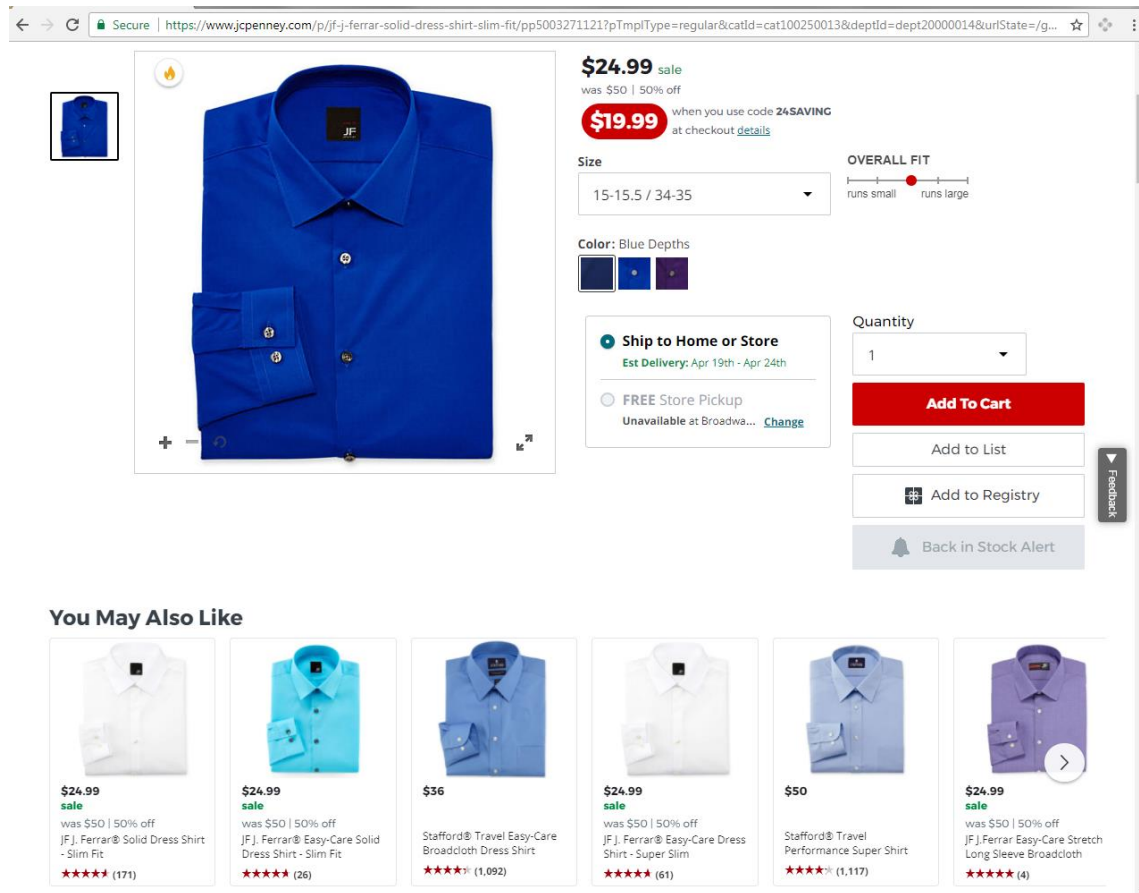 Secure | https://www.jcpenney.com/p/jf-j-ferrar-solid-dress-shirt-slim-fit/pp5003271121?pTmplType=regular&catId=cat100250013&deptId=dept20000014&urlState=/g...
JF
$24.99 sale
was $50 | 50% off
$19.99 when you use code 24SAVING
at checkout details
Size
15-15.5 / 34-35
OVERALL FIT
runs small runs large
Color: Blue Depths
Ship to Home or Store
Est Delivery: Apr 19th - Apr 24th
FREE Store Pickup
Unavailable at Broadwa... Change
Quantity
1
Add To Cart
Add to List
Add to Registry
Back in Stock Alert
Feedback
You May Also Like
$24.99
sale
was $50 | 50% off
JF J. Ferrar® Solid Dress Shirt
- Slim Fit
(171)
$24.99
sale
was $50 | 50% off
JF J. Ferrar® Easy-Care Solid
Dress Shirt - Slim Fit
(26)
$36
Stafford® Travel Easy-Care
Broadcloth Dress Shirt
(1,092)
$24.99
sale
was $50 | 50% off
JF J. Ferrar® Easy-Care Dress
Shirt - Super Slim
(61)
$50
Stafford® Travel
Performance Super Shirt
(1,117)
$24.99
sale
was $50 | 50% off
JF J.Ferrar Easy-Care Stretch
Long Sleeve Broadcloth
(4)